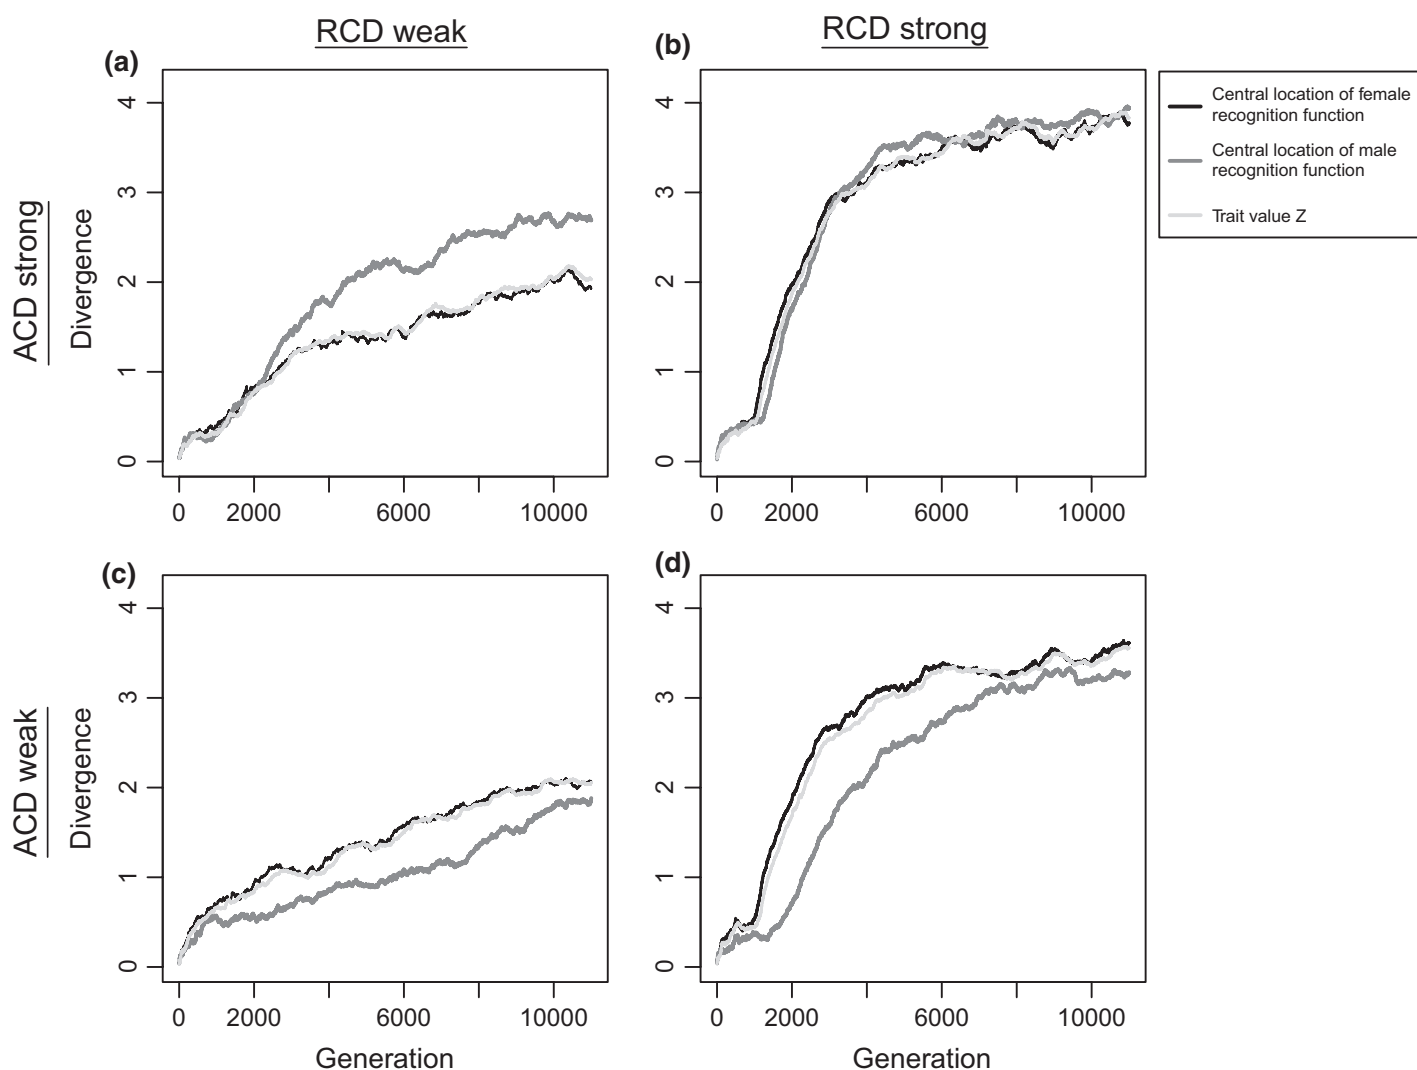 RCD weak
RCD strong
(a)
(b)
4
3
2
1
0
0 2000 6000 10000
4
3
2
1
0
0 2000 6000 10000
Central location of female
recognition function
Central location of male
recognition function
Trait value Z
ACD strong
Divergence
(c)
(d)
4
3
2
1
0
0 2000 6000 10000
4
3
2
1
0
0 2000 6000 10000
ACD weak
Divergence
Generation
Generation